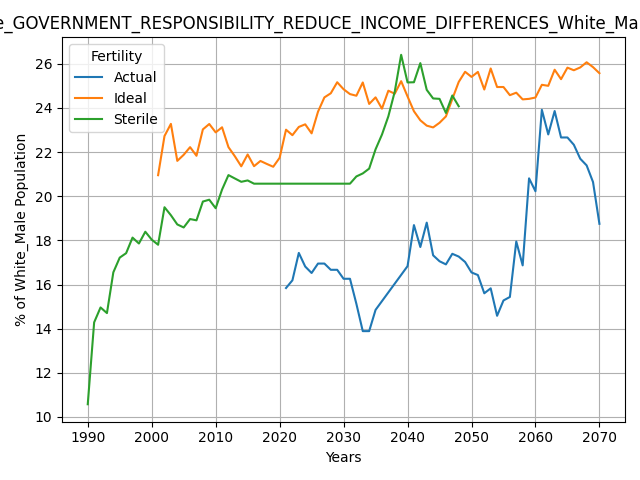 e_GOVERNMENT_RESPONSIBILITY_REDUCE_INCOME_DIFFERENCES_White_Ma
Fertility
Actual
Ideal
Sterile
% of White_Male Population
26
24
22
20
18
16
14
12
10
1990 2000 2010 2020 2030 2040 2050 2060 2070
Years